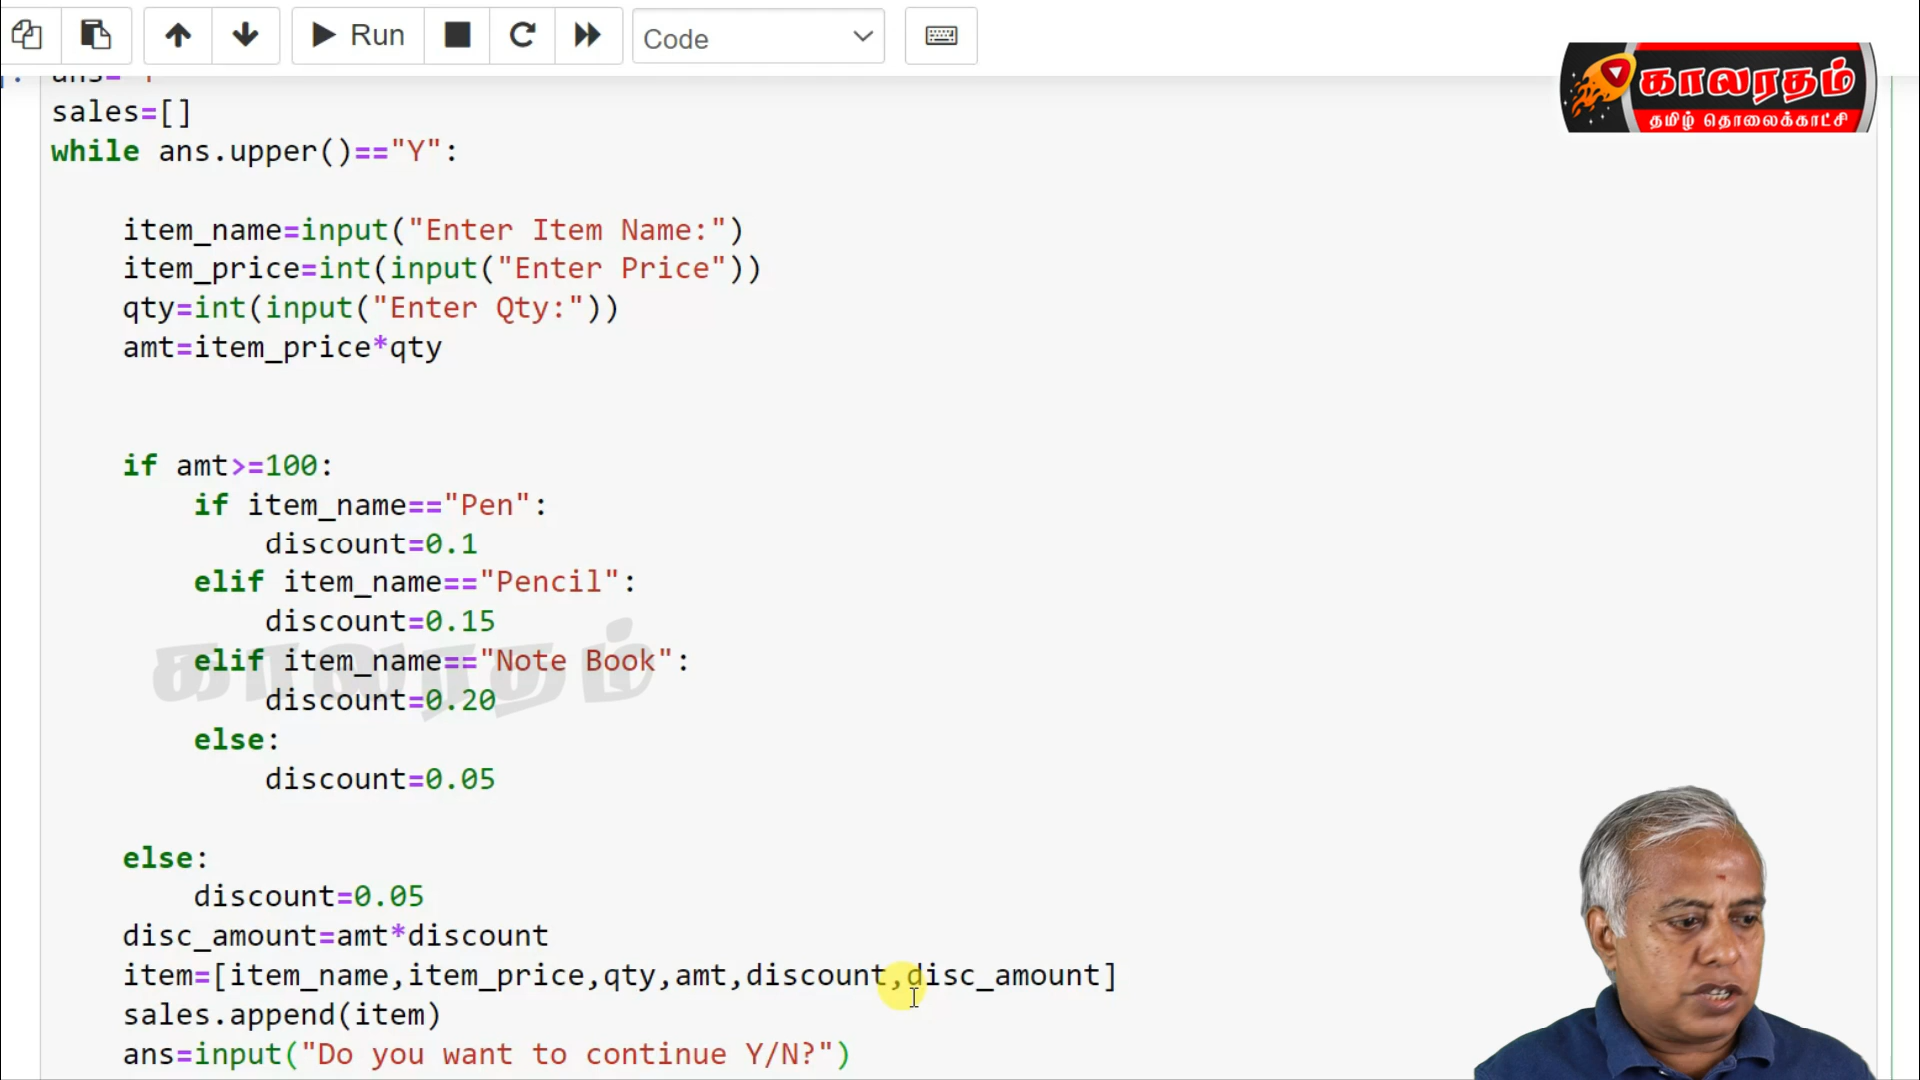 Run
Code
காலரதம்
தமிழ் தொலைக்காட்சி
sales=[]
while ans.upper()=="Y":
item_name=input("Enter Item Name:")
item_price=int(input("Enter Price"))
qty=int(input("Enter Qty:"))
amt=item_price*qty
if amt>=100:
if item_name=="Pen":
discount=0.1
elif item_name=="Pencil":
discount=0.15
elif item_name=="Note Book":
காலரதம்
discount=0.20
else:
discount=0.05
else:
discount=0.05
disc_amount=amt*discount
item=[item_name,item_price,qty,amt,discount,disc_amount]
sales.append(item)
ans=input("Do you want to continue Y/N?")